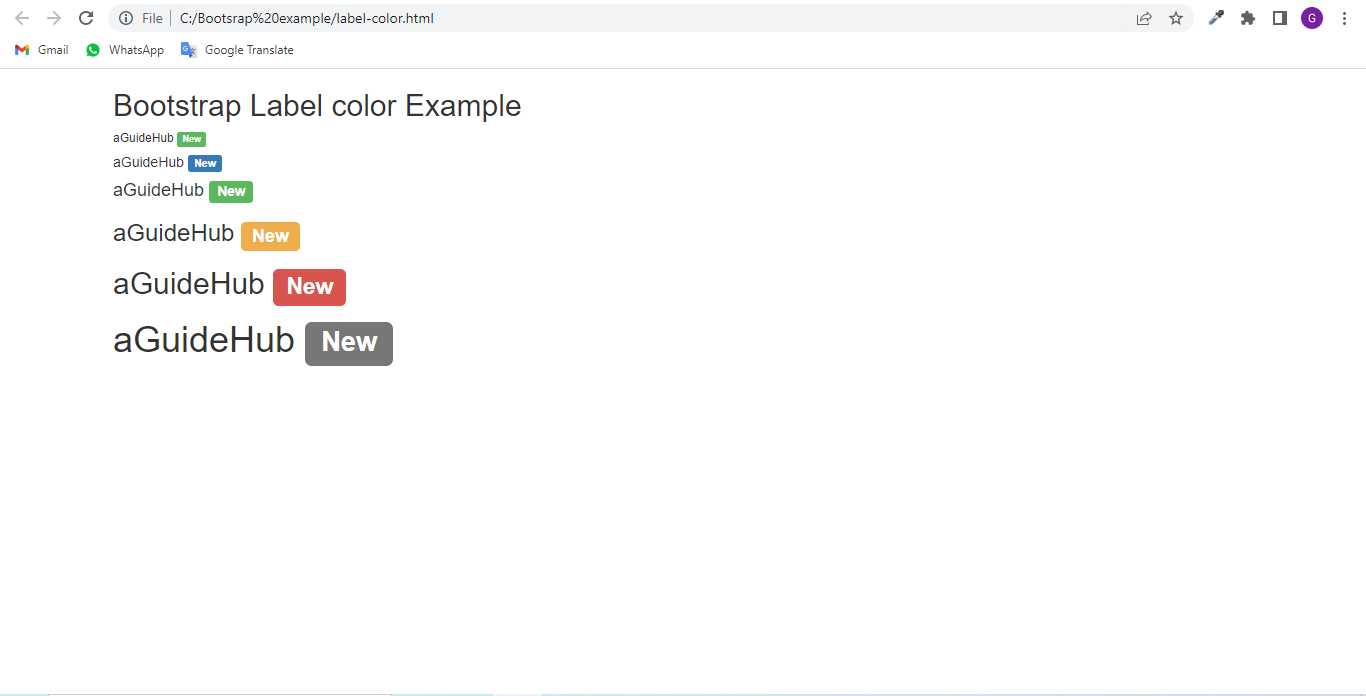 File C:/Bootsrap%20example/label-color.html G
Gmail WhatsApp Google Translate
Bootstrap Label color Example
aGuideHub New
aGuideHub New
aGuideHub New
aGuideHub New
aGuideHub New
aGuideHub New